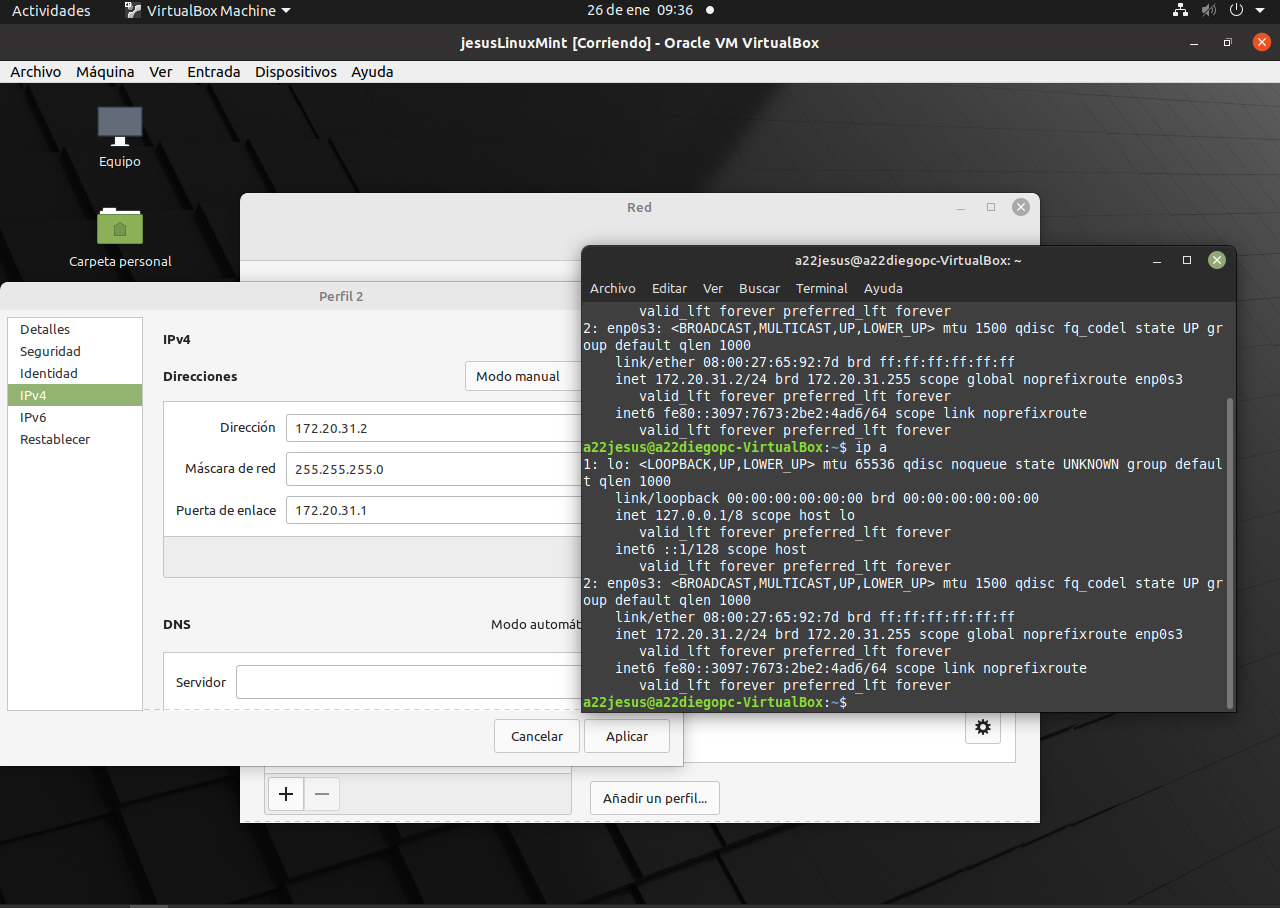 Actividades VirtualBox Machine 26 de ene 09:36
jesusLinuxMint [Corriendo] - Oracle VM VirtualBox
Archivo Máquina Ver Entrada Dispositivos Ayuda
Equipo
Carpeta personal
Red
Perfil 2
Detalles
Seguridad
Identidad
IPv4
IPv6
Restablecer
IPv4
Direcciones Modo manual
Dirección 172.20.31.2
Máscara de red 255.255.255.0
Puerta de enlace 172.20.31.1
DNS Modo automát
Servidor
Cancelar Aplicar
Añadir un perfil...
a22jesus@a22diegopc-VirtualBox: ~
Archivo Editar Ver Buscar Terminal Ayuda
valid_lft forever preferred_lft forever
2: enp0s3: <BROADCAST,MULTICAST,UP,LOWER_UP> mtu 1500 qdisc fq_codel state UP gr
oup default qlen 1000
link/ether 08:00:27:65:92:7d brd ff:ff:ff:ff:ff:ff
inet 172.20.31.2/24 brd 172.20.31.255 scope global noprefixroute enp0s3
valid_lft forever preferred_lft forever
inet6 fe80::3097:7673:2be2:4ad6/64 scope link noprefixroute
valid_lft forever preferred_lft forever
a22jesus@a22diegopc-VirtualBox:~$ ip a
1: lo: <LOOPBACK,UP,LOWER_UP> mtu 65536 qdisc noqueue state UNKNOWN group defaul
t qlen 1000
link/loopback 00:00:00:00:00:00 brd 00:00:00:00:00:00
inet 127.0.0.1/8 scope host lo
valid_lft forever preferred_lft forever
inet6 ::1/128 scope host
valid_lft forever preferred_lft forever
2: enp0s3: <BROADCAST,MULTICAST,UP,LOWER_UP> mtu 1500 qdisc fq_codel state UP gr
oup default qlen 1000
link/ether 08:00:27:65:92:7d brd ff:ff:ff:ff:ff:ff
inet 172.20.31.2/24 brd 172.20.31.255 scope global noprefixroute enp0s3
valid_lft forever preferred_lft forever
inet6 fe80::3097:7673:2be2:4ad6/64 scope link noprefixroute
valid_lft forever preferred_lft forever
a22jesus@a22diegopc-VirtualBox:~$